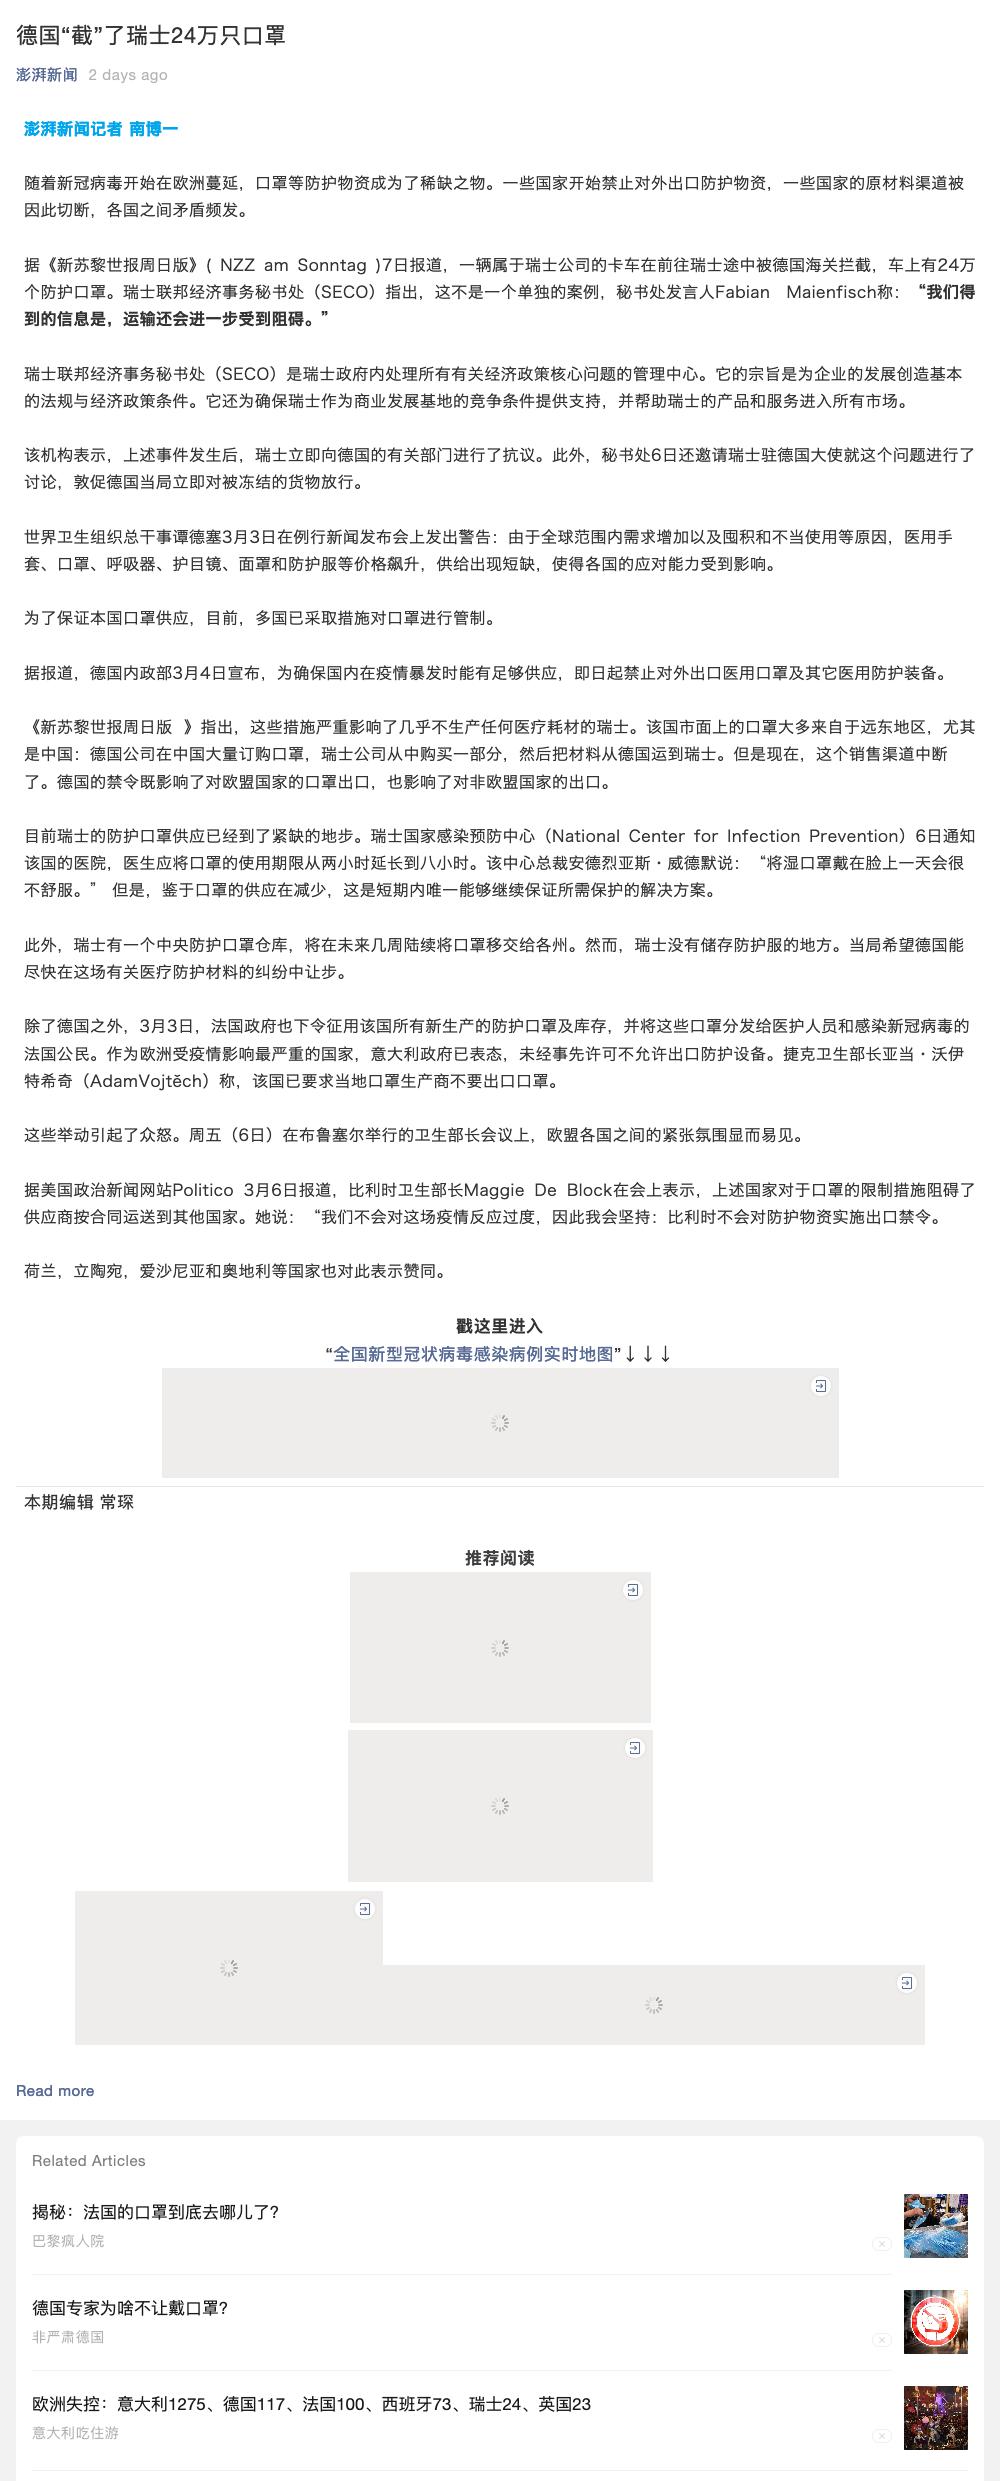 德国“截”了瑞士24万只口罩
澎湃新闻 2 days ago
澎湃新闻记者 南博一
随着新冠病毒开始在欧洲蔓延，口罩等防护物资成为了稀缺之物。一些国家开始禁止对外出口防护物资，一些国家的原材料渠道被
因此切断，各国之间矛盾频发。
据《新苏黎世报周日版》( NZZ am Sonntag )7日报道，一辆属于瑞士公司的卡车在前往瑞士途中被德国海关拦截，车上有24万
个防护口罩。瑞士联邦经济事务秘书处（SECO）指出，这不是一个单独的案例，秘书处发言人Fabian Maienfisch称：“我们得
到的信息是，运输还会进一步受到阻碍。”
瑞士联邦经济事务秘书处（SECO）是瑞士政府内处理所有有关经济政策核心问题的管理中心。它的宗旨是为企业的发展创造基本
的法规与经济政策条件。它还为确保瑞士作为商业发展基地的竞争条件提供支持，并帮助瑞士的产品和服务进入所有市场。
该机构表示，上述事件发生后，瑞士立即向德国的有关部门进行了抗议。此外，秘书处6日还邀请瑞士驻德国大使就这个问题进行了
讨论，敦促德国当局立即对被冻结的货物放行。
世界卫生组织总干事谭德塞3月3日在例行新闻发布会上发出警告：由于全球范围内需求增加以及囤积和不当使用等原因，医用手
套、口罩、呼吸器、护目镜、面罩和防护服等价格飙升，供给出现短缺，使得各国的应对能力受到影响。
为了保证本国口罩供应，目前，多国已采取措施对口罩进行管制。
据报道，德国内政部3月4日宣布，为确保国内在疫情暴发时能有足够供应，即日起禁止对外出口医用口罩及其它医用防护装备。
《新苏黎世报周日版 》指出，这些措施严重影响了几乎不生产任何医疗耗材的瑞士。该国市面上的口罩大多来自于远东地区，尤其
是中国：德国公司在中国大量订购口罩，瑞士公司从中购买一部分，然后把材料从德国运到瑞士。但是现在，这个销售渠道中断
了。德国的禁令既影响了对欧盟国家的口罩出口，也影响了对非欧盟国家的出口。
目前瑞士的防护口罩供应已经到了紧缺的地步。瑞士国家感染预防中心（National Center for Infection Prevention）6日通知
该国的医院，医生应将口罩的使用期限从两小时延长到八小时。该中心总裁安德烈亚斯·威德默说：“将湿口罩戴在脸上一天会很
不舒服。” 但是，鉴于口罩的供应在减少，这是短期内唯一能够继续保证所需保护的解决方案。
此外，瑞士有一个中央防护口罩仓库，将在未来几周陆续将口罩移交给各州。然而，瑞士没有储存防护服的地方。当局希望德国能
尽快在这场有关医疗防护材料的纠纷中让步。
除了德国之外，3月3日，法国政府也下令征用该国所有新生产的防护口罩及库存，并将这些口罩分发给医护人员和感染新冠病毒的
法国公民。作为欧洲受疫情影响最严重的国家，意大利政府已表态，未经事先许可不允许出口防护设备。捷克卫生部长亚当·沃伊
特希奇（AdamVojtěch）称，该国已要求当地口罩生产商不要出口口罩。
这些举动引起了众怒。周五（6日）在布鲁塞尔举行的卫生部长会议上，欧盟各国之间的紧张氛围显而易见。
据美国政治新闻网站Politico 3月6日报道，比利时卫生部长Maggie De Block在会上表示，上述国家对于口罩的限制措施阻碍了
供应商按合同运送到其他国家。她说：“我们不会对这场疫情反应过度，因此我会坚持：比利时不会对防护物资实施出口禁令。
荷兰，立陶宛，爱沙尼亚和奥地利等国家也对此表示赞同。
戳这里进入
“全国新型冠状病毒感染病例实时地图”↓↓↓
本期编辑 常琛
推荐阅读
Read more
Related Articles
揭秘：法国的口罩到底去哪儿了?
巴黎疯人院
德国专家为啥不让戴口罩?
非严肃德国
欧洲失控：意大利1275、德国117、法国100、西班牙73、瑞士24、英国23
意大利吃住游